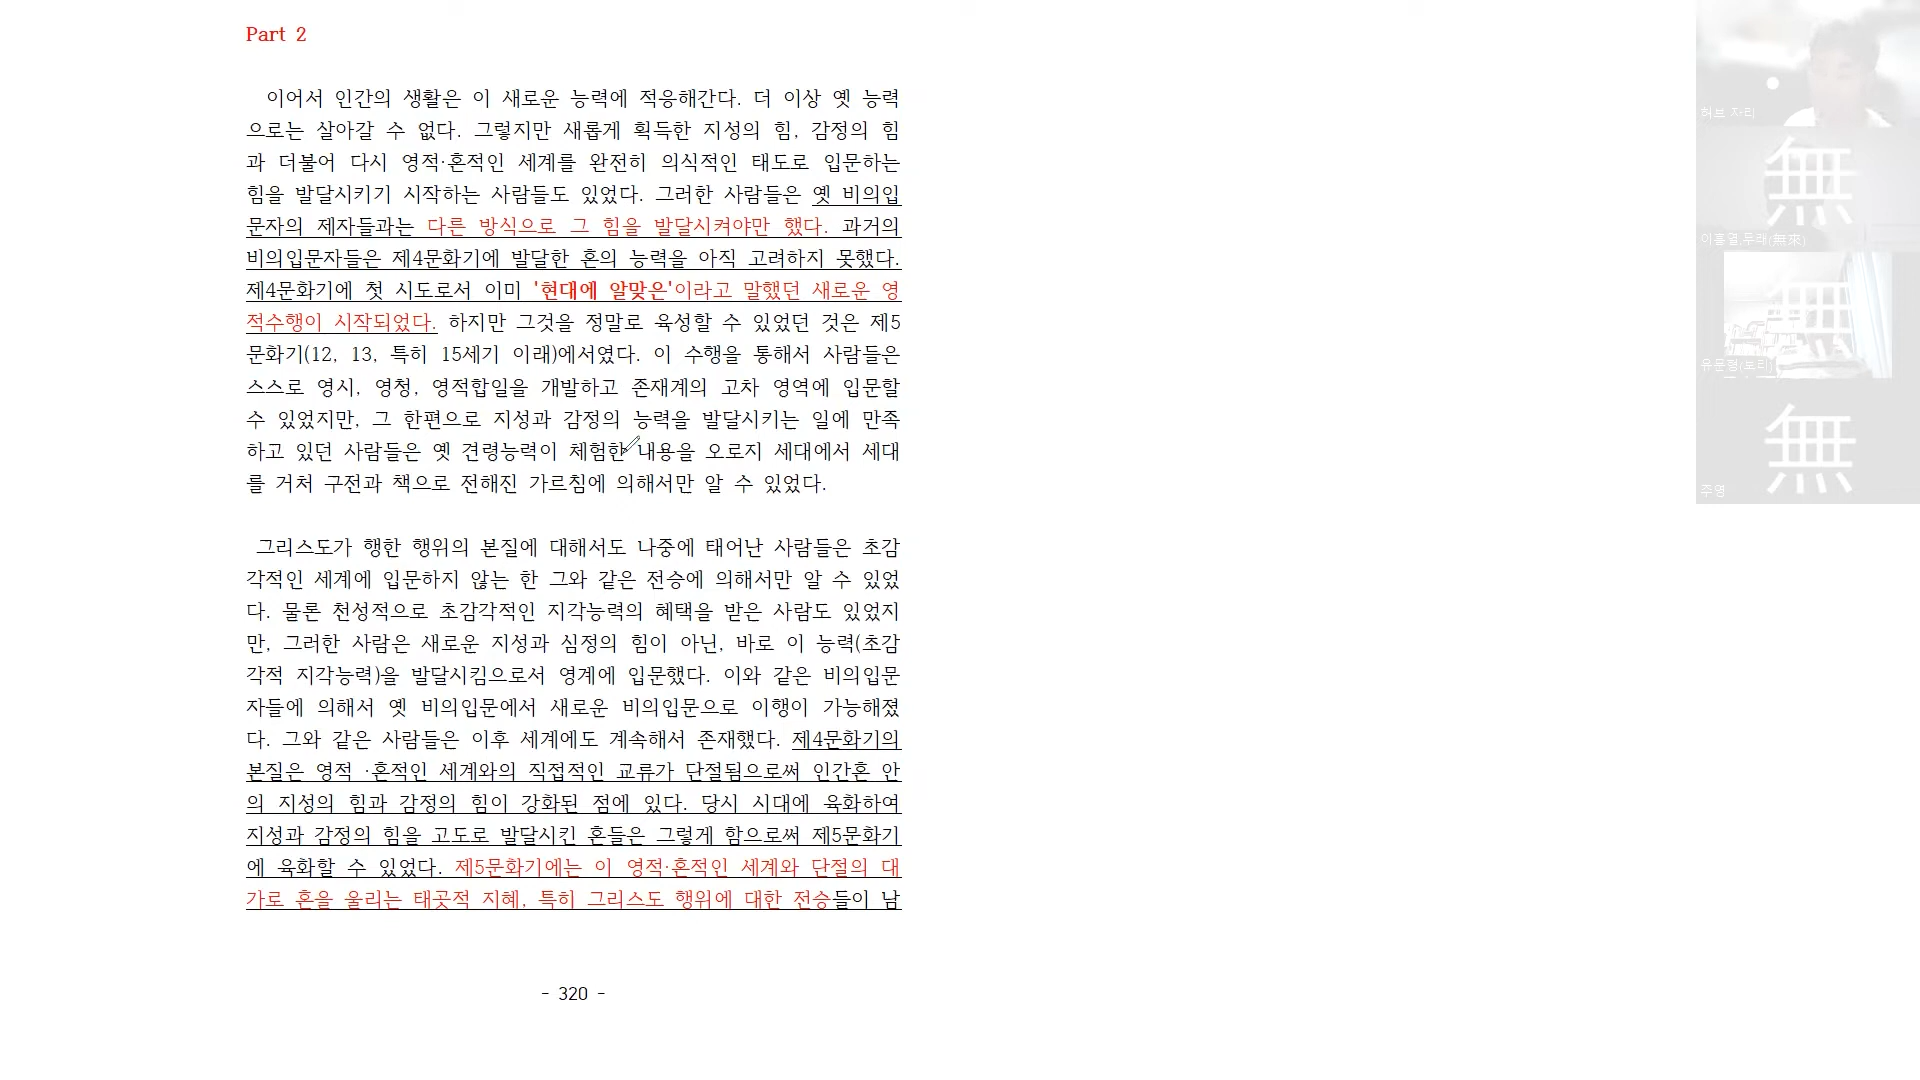 Part 2
이어서 인간의 생활은 이 새로운 능력에 적응해간다. 더 이상 옛 능력
으로는 살아갈 수 없다. 그렇지만 새롭게 획득한 지성의 힘, 감정의 힘
과 더불어 다시 영적·혼적인 세계를 완전히 의식적인 태도로 입문하는
힘을 발달시키기 시작하는 사람들도 있었다. 그러한 사람들은 옛 비의입
문자의 제자들과는 다른 방식으로 그 힘을 발달시켜야만 했다. 과거의
비의입문자들은 제4문화기에 발달한 혼의 능력을 아직 고려하지 못했다.
제4문화기에 첫 시도로서 이미 '현대에 알맞은'이라고 말했던 새로운 영
적수행이 시작되었다. 하지만 그것을 정말로 육성할 수 있었던 것은 제5
문화기(12, 13, 특히 15세기 이래)에서였다. 이 수행을 통해서 사람들은
스스로 영시, 영청, 영적합일을 개발하고 존재계의 고차 영역에 입문할
수 있었지만, 그 한편으로 지성과 감정의 능력을 발달시키는 일에 만족
하고 있던 사람들은 옛 견령능력이 체험한 내용을 오로지 세대에서 세대
를 거처 구전과 책으로 전해진 가르침에 의해서만 알 수 있었다.
그리스도가 행한 행위의 본질에 대해서도 나중에 태어난 사람들은 초감
각적인 세계에 입문하지 않는 한 그와 같은 전승에 의해서만 알 수 있었
다. 물론 천성적으로 초감각적인 지각능력의 혜택을 받은 사람도 있었지
만, 그러한 사람은 새로운 지성과 심정의 힘이 아닌, 바로 이 능력(초감
각적 지각능력)을 발달시킴으로서 영계에 입문했다. 이와 같은 비의입문
자들에 의해서 옛 비의입문에서 새로운 비의입문으로 이행이 가능해졌
다. 그와 같은 사람들은 이후 세계에도 계속해서 존재했다. 제4문화기의
본질은 영적 ·혼적인 세계와의 직접적인 교류가 단절됨으로써 인간혼 안
의 지성의 힘과 감정의 힘이 강화된 점에 있다. 당시 시대에 육화하여
지성과 감정의 힘을 고도로 발달시킨 혼들은 그렇게 함으로써 제5문화기
에 육화할 수 있었다. 제5문화기에는 이 영적·혼적인 세계와 단절의 대
가로 혼을 울리는 태곳적 지혜, 특히 그리스도 행위에 대한 전승들이 남
- 320 -
허브 자리
無
이홍열,무래(無來)
無
유문형(보리)
無
주영